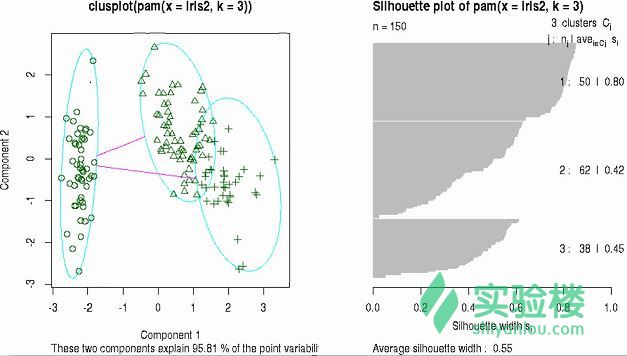 clusplot(pam(x = iris2, k = 3))
Component 2
2
1
0
-1
-2
-3
-3 -2 -1 0 1 2 3
Component 1
These two components explain 95.81 % of the point variabili
Silhouette plot of pam(x = iris2, k = 3)
n = 150
3 clusters Cj
j : nj | avei∈Cj si
1 : 50 | 0.80
2 : 62 | 0.42
3 : 38 | 0.45
0.0 0.2 0.4 0.6 0.8 1.0
Silhouette width si
Average silhouette width : 0.55
实验楼
shiyanlou.com